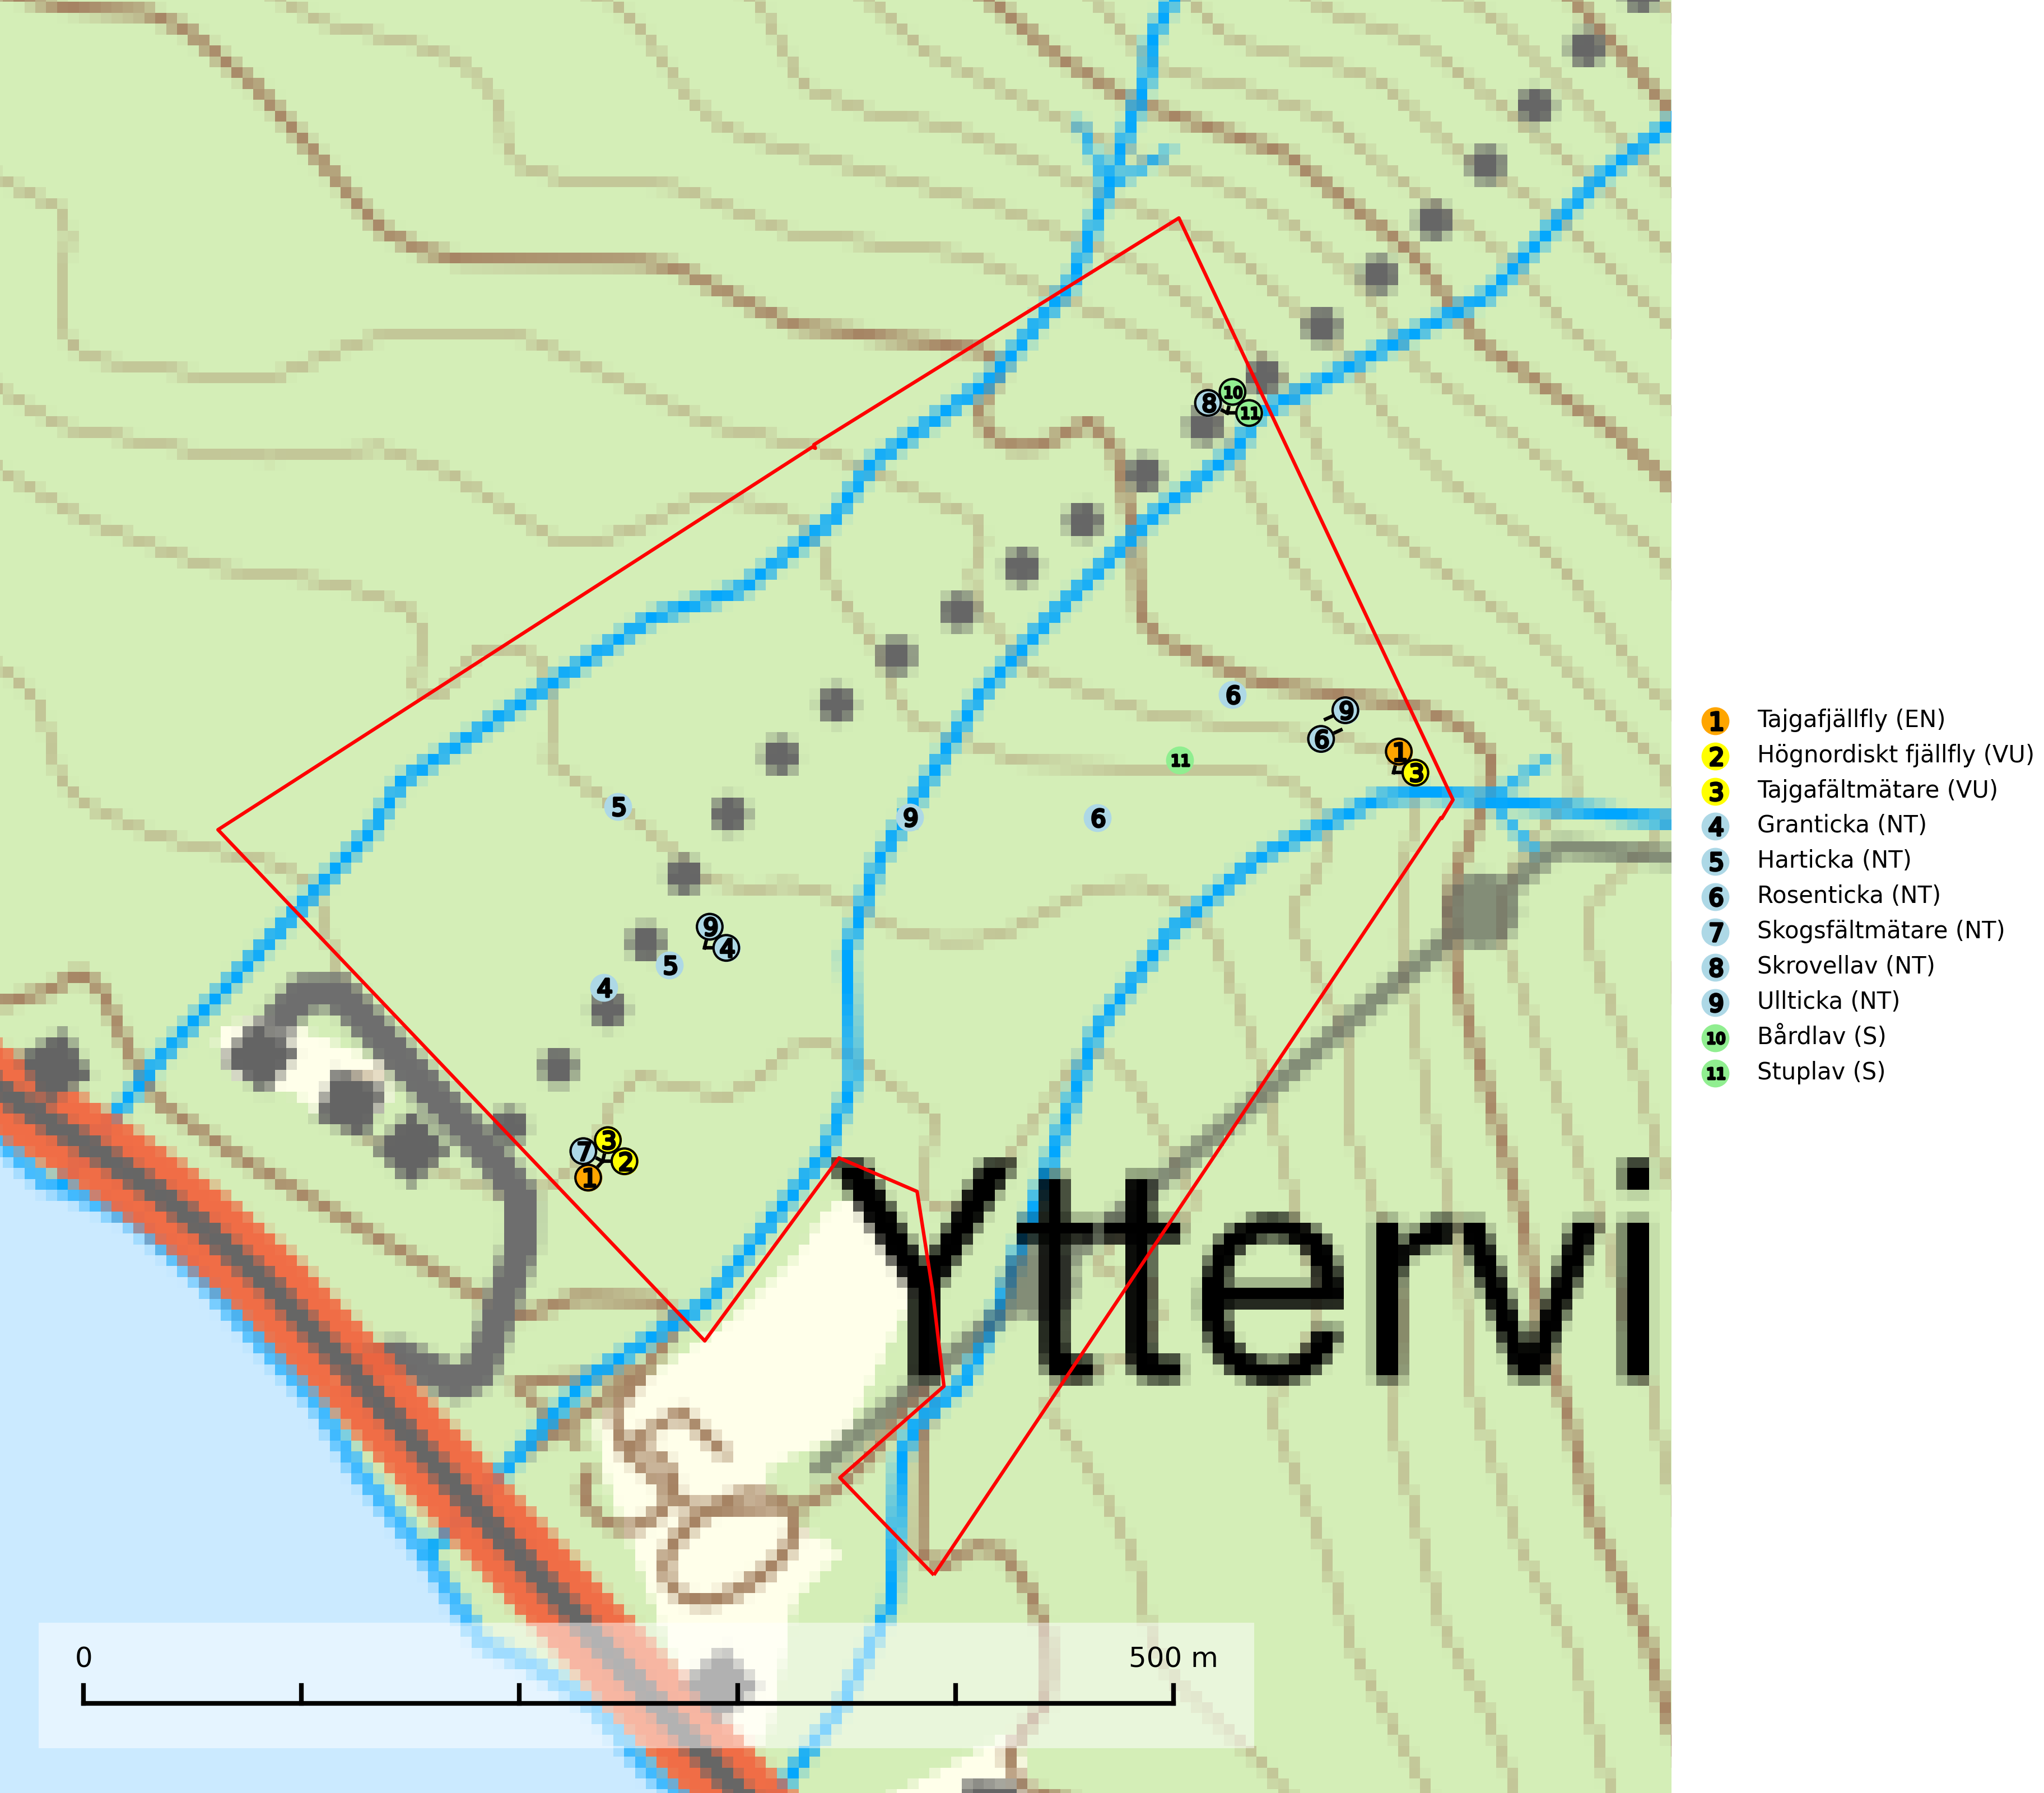 10
8
11
6
9
6
1
3
11
5
9
6
9
4
5
4
3
7
2
1
Yttervi
0
500 m
1 Tajgafjällfly (EN)
2 Högnordiskt fjällfly (VU)
3 Tajgafältmätare (VU)
4 Granticka (NT)
5 Harticka (NT)
6 Rosenticka (NT)
7 Skogsfältmätare (NT)
8 Skrovellav (NT)
9 Ullticka (NT)
10 Bårdlav (S)
11 Stuplav (S)